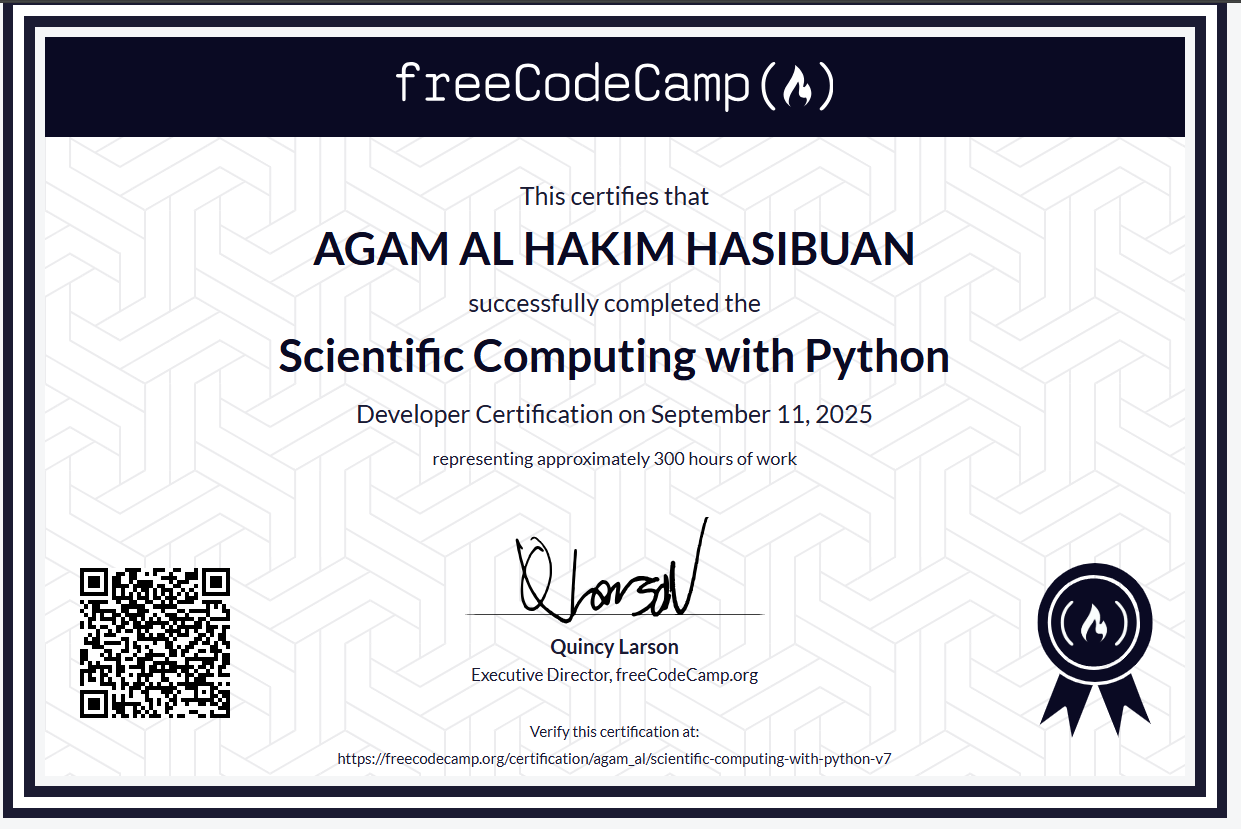 freeCodeCamp
This certifies that
AGAM AL HAKIM HASIBUAN
successfully completed the
Scientific Computing with Python
Developer Certification on September 11, 2025
representing approximately 300 hours of work
Quincy Larson
Executive Director, freeCodeCamp.org
Verify this certification at:
https://freecodecamp.org/certification/agam_al/scientific-computing-with-python-v7